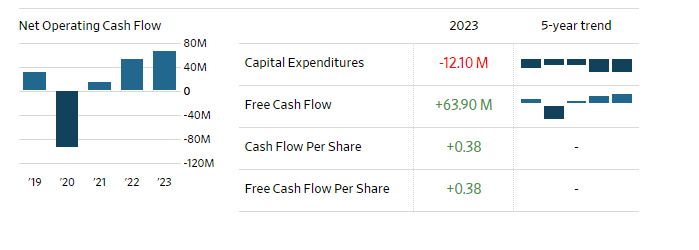 Net Operating Cash Flow
80M
40M
0
-40M
-80M
-120M
'19 '20 '21 '22 '23
2023 5-year trend
Capital Expenditures -12.10 M
Free Cash Flow +63.90 M
Cash Flow Per Share +0.38 -
Free Cash Flow Per Share +0.38 -